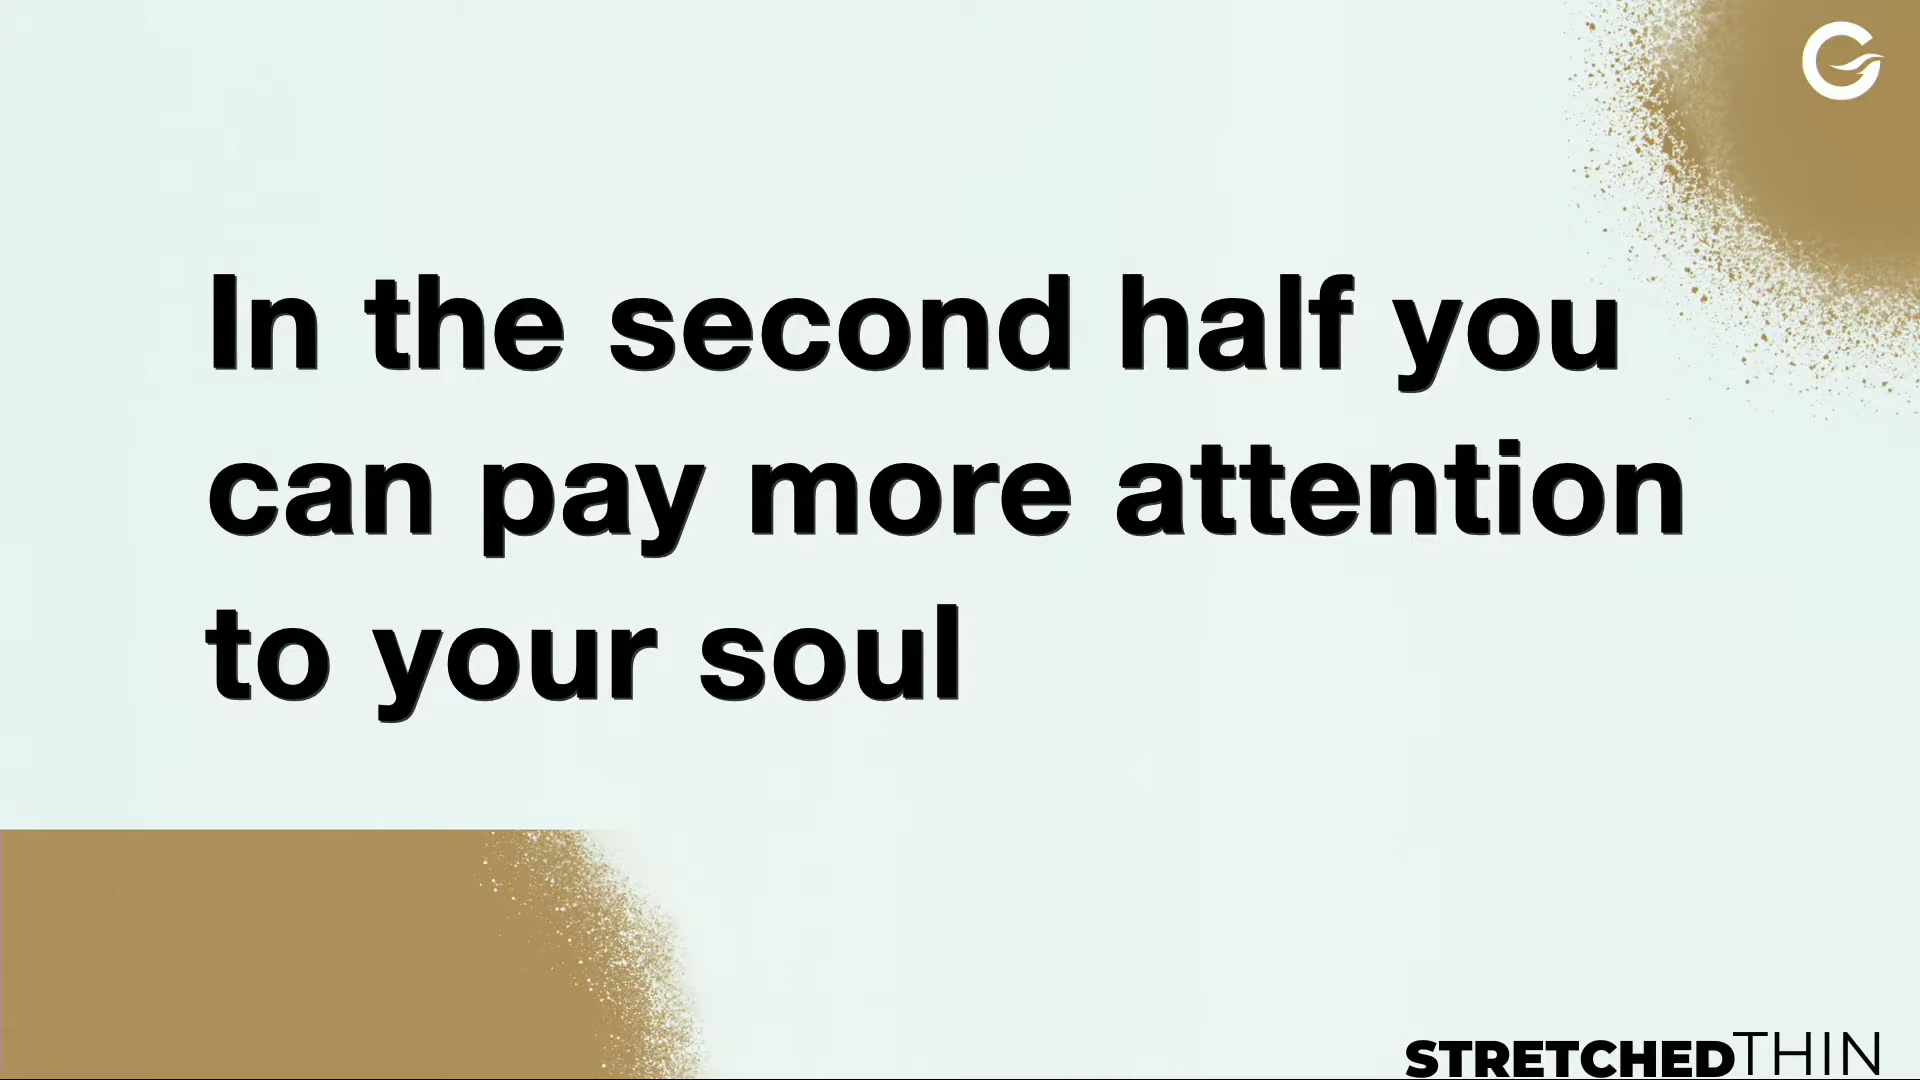 In the second half you
can pay more attention
to your soul
STRETCHEDTHIN